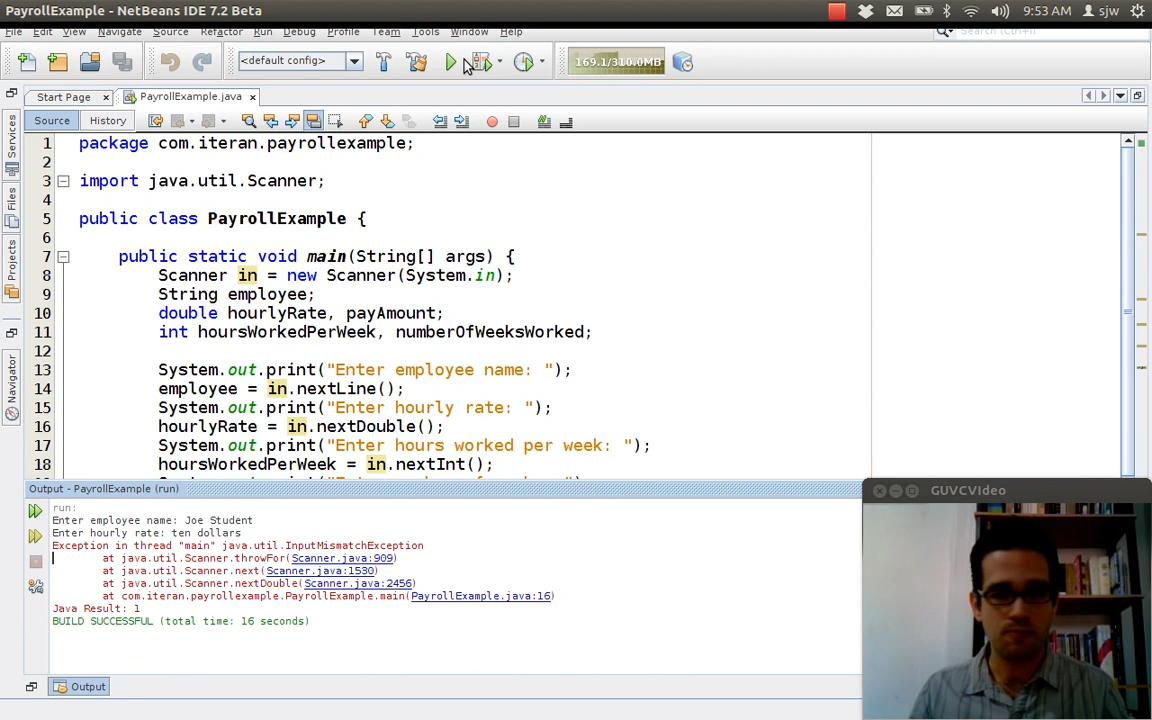 PayrollExample - NetBeans IDE 7.2 Beta
9:53 AM
sjw
File Edit View Navigate Source Refactor Run Debug Profile Team Tools Window Help
Search (Ctrl+I)
<default config>
169.1/310.0MB
Start Page
PayrollExample.java
Source
History
Services
Files
Projects
Navigator
1 package com.iteran.payrollexample;
2
3 import java.util.Scanner;
4
5 public class PayrollExample {
6
7 public static void main(String[] args) {
8 Scanner in = new Scanner(System.in);
9 String employee;
10 double hourlyRate, payAmount;
11 int hoursWorkedPerWeek, numberOfWeeksWorked;
12
13 System.out.print("Enter employee name: ");
14 employee = in.nextLine();
15 System.out.print("Enter hourly rate: ");
16 hourlyRate = in.nextDouble();
17 System.out.print("Enter hours worked per week: ");
18 hoursWorkedPerWeek = in.nextInt();
Output - PayrollExample (run)
GUVCVIdeo
run:
Enter employee name: Joe Student
Enter hourly rate: ten dollars
Exception in thread "main" java.util.InputMismatchException
at java.util.Scanner.throwFor(Scanner.java:909)
at java.util.Scanner.next(Scanner.java:1530)
at java.util.Scanner.nextDouble(Scanner.java:2456)
at com.iteran.payrollexample.PayrollExample.main(PayrollExample.java:16)
Java Result: 1
BUILD SUCCESSFUL (total time: 16 seconds)
Output